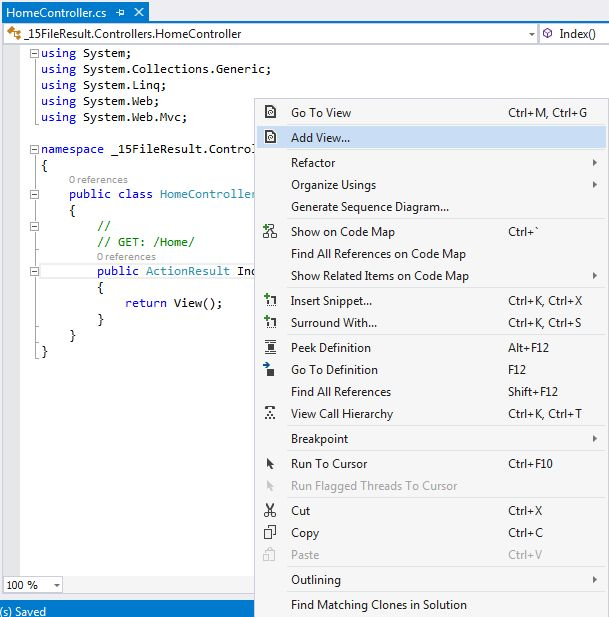 HomeController.cs
_15FileResult.Controllers.HomeController
Index()
using System;
using System.Collections.Generic;
using System.Linq;
using System.Web;
using System.Web.Mvc;
namespace _15FileResult.Control
{
0 references
public class HomeController
{
//
// GET: /Home/
0 references
public ActionResult Ind
{
return View();
}
}
}
Go To View Ctrl+M, Ctrl+G
Add View...
Refactor
Organize Usings
Generate Sequence Diagram...
Show on Code Map Ctrl+`
Find All References on Code Map
Show Related Items on Code Map
Insert Snippet... Ctrl+K, Ctrl+X
Surround With... Ctrl+K, Ctrl+S
Peek Definition Alt+F12
Go To Definition F12
Find All References Shift+F12
View Call Hierarchy Ctrl+K, Ctrl+T
Breakpoint
Run To Cursor Ctrl+F10
Run Flagged Threads To Cursor
Cut Ctrl+X
Copy Ctrl+C
Paste Ctrl+V
Outlining
Find Matching Clones in Solution
100 %
(s) Saved